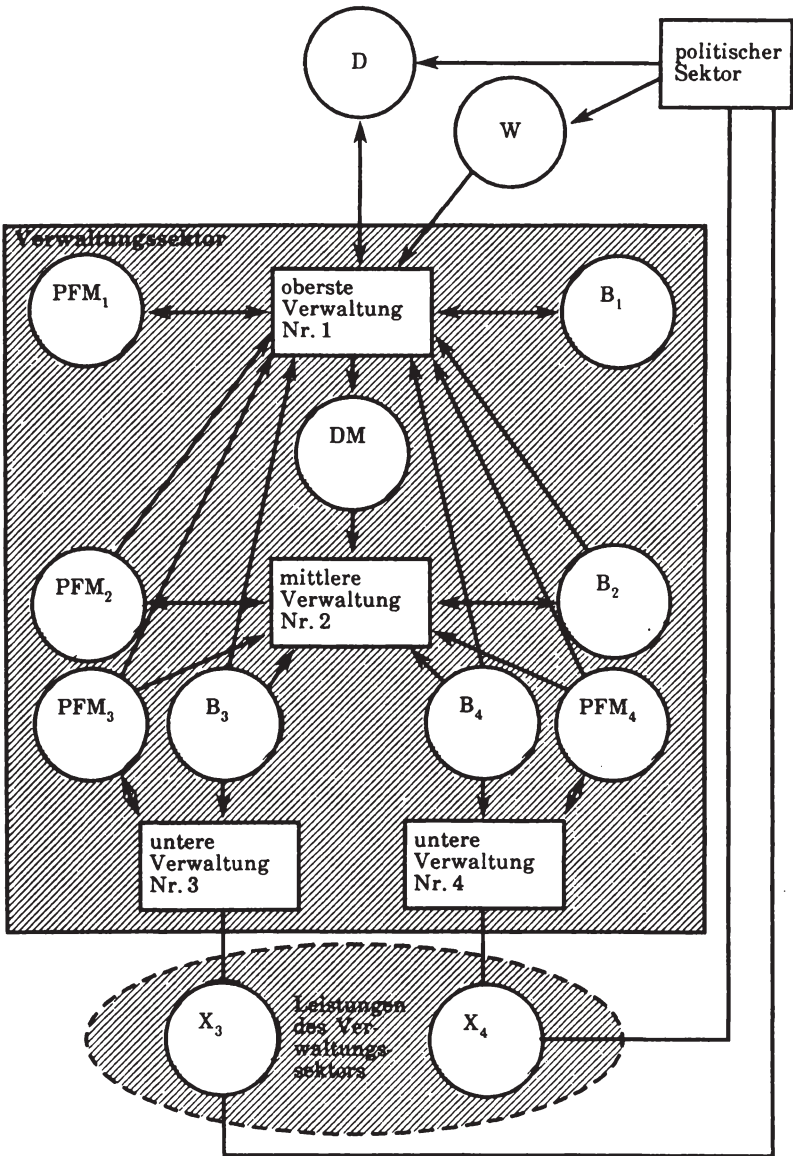 D
politischer
Sektor
W
Verwaltungssektor
PFM₁
oberste
Verwaltung
Nr. 1
B₁
DM
PFM₂
mittlere
Verwaltung
Nr. 2
B₂
PFM₃
B₃
B₄
PFM₄
untere
Verwaltung
Nr. 3
untere
Verwaltung
Nr. 4
X₃
Leistungen
des Ver-
waltungs-
sektors
X₄